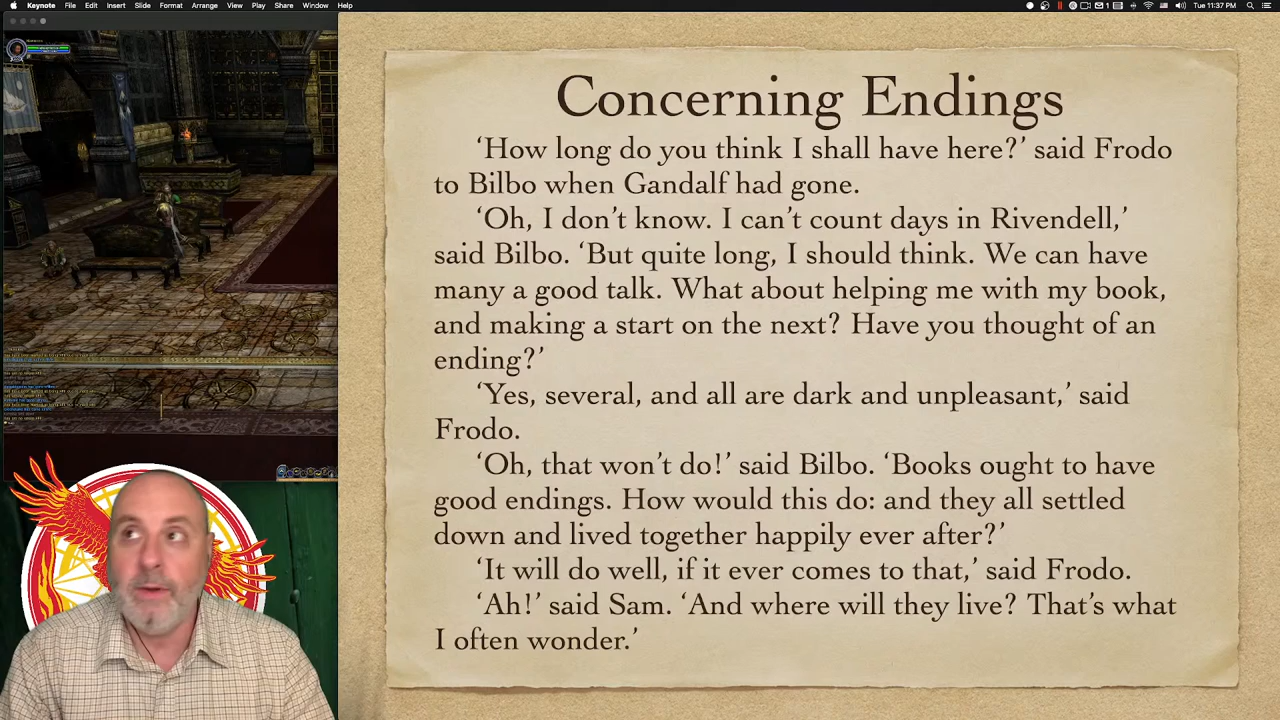 Keynote File Edit Insert Slide Format Arrange View Play Share Window Help
1
Tue 11:37 PM
Concerning Endings
‘How long do you think I shall have here?’ said Frodo
to Bilbo when Gandalf had gone.
‘Oh, I don’t know. I can’t count days in Rivendell,’
said Bilbo. ‘But quite long, I should think. We can have
many a good talk. What about helping me with my book,
and making a start on the next? Have you thought of an
ending?’
‘Yes, several, and all are dark and unpleasant,’ said
Frodo.
‘Oh, that won’t do!’ said Bilbo. ‘Books ought to have
good endings. How would this do: and they all settled
down and lived together happily ever after?’
‘It will do well, if it ever comes to that,’ said Frodo.
‘Ah!’ said Sam. ‘And where will they live? That’s what
I often wonder.’